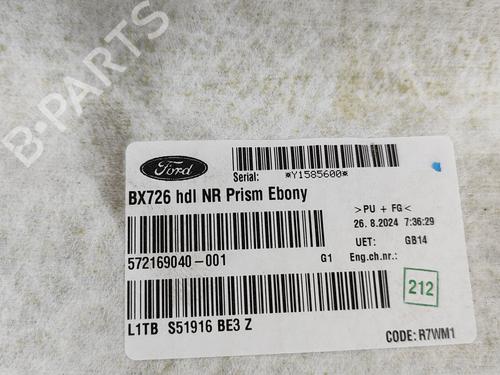 B-PARTS
Ford
Serial: *Y1585600*
BX726 hdl NR Prism Ebony
>PU + FG<
26.8.2024 7:36:29
572169040-001 G1
UET: GB14
Eng.ch.nr.:
212
L1TB S51916 BE3 Z
CODE: R7WM1